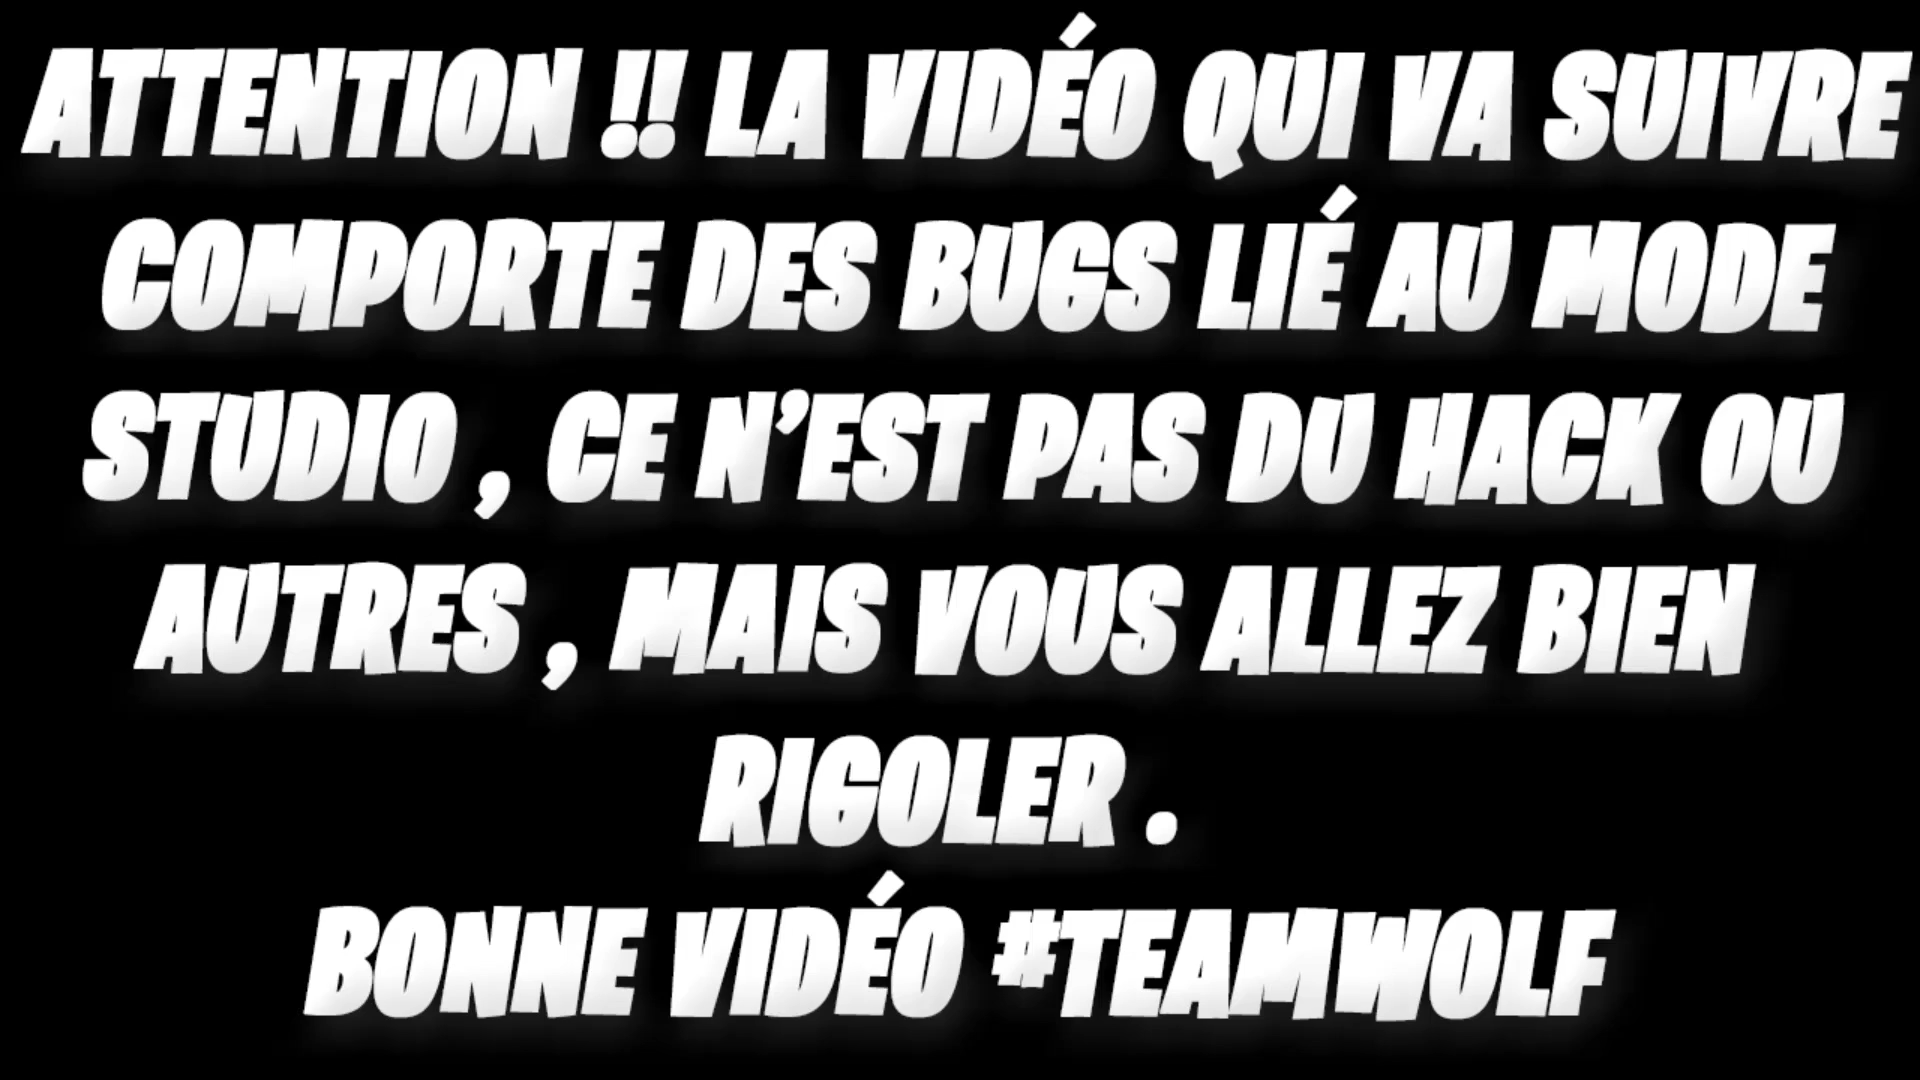 ATTENTION !! LA VIDÉO QUI VA SUIVRE
COMPORTE DES BUGS LIÉ AU MODE
STUDIO , CE N'EST PAS DU HACK OU
AUTRES , MAIS VOUS ALLEZ BIEN
RIGOLER .
BONNE VIDÉO #TEAMWOLF